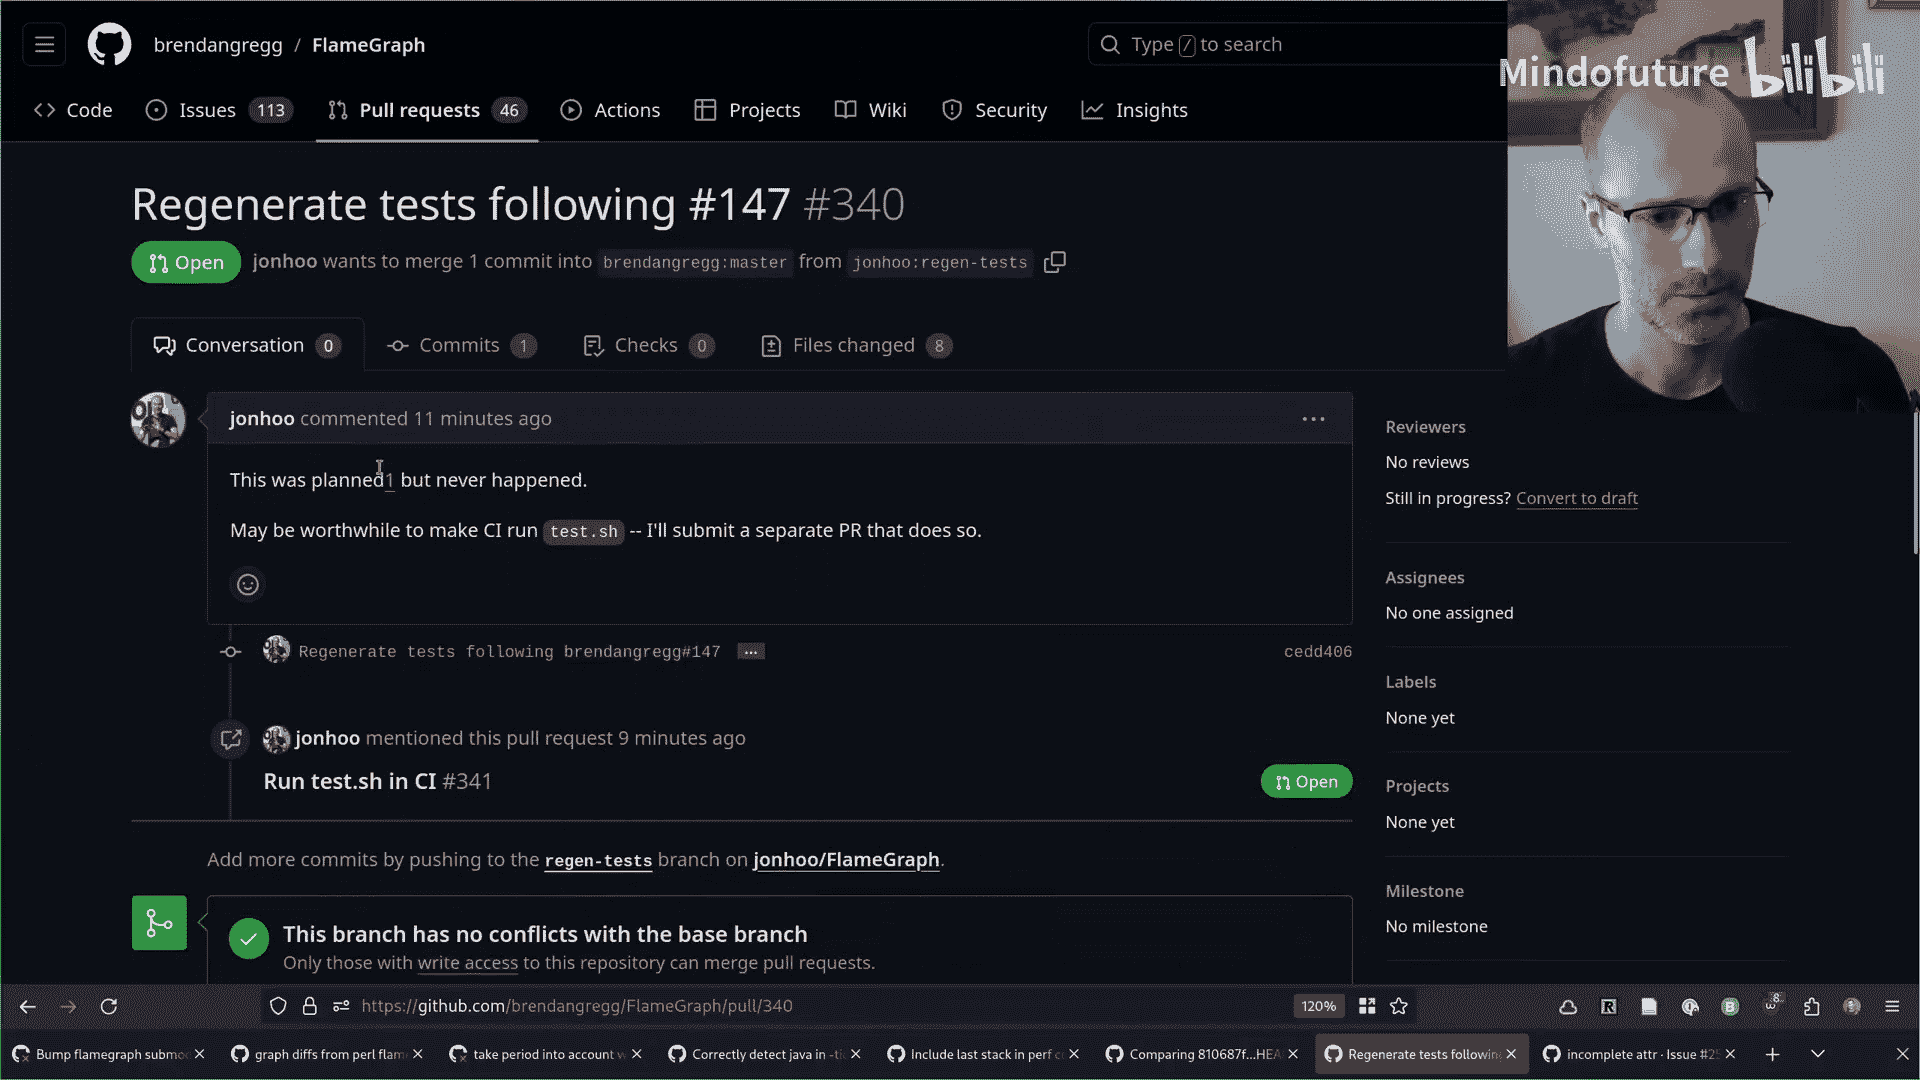 brendangregg / FlameGraph
Type / to search
Mindofuture bilibili
Code
Issues 113
Pull requests 46
Actions
Projects
Wiki
Security
Insights
Regenerate tests following #147 #340
Open
jonhoo wants to merge 1 commit into brendangregg:master from jonhoo:regen-tests
Conversation 0
Commits 1
Checks 0
Files changed 8
jonhoo commented 11 minutes ago
This was planned1 but never happened.
May be worthwhile to make CI run test.sh -- I'll submit a separate PR that does so.
Regenerate tests following brendangregg#147 ...
cedd406
jonhoo mentioned this pull request 9 minutes ago
Run test.sh in CI #341
Open
Add more commits by pushing to the regen-tests branch on jonhoo/FlameGraph.
This branch has no conflicts with the base branch
Only those with write access to this repository can merge pull requests.
Reviewers
No reviews
Still in progress? Convert to draft
Assignees
No one assigned
Labels
None yet
Projects
None yet
Milestone
No milestone
https://github.com/brendangregg/FlameGraph/pull/340
120%
Bump flamegraph submo
graph diffs from perl flam
take period into account
Correctly detect java in -ti
Include last stack in perf c
Comparing 810687f...HEA
Regenerate tests followin
incomplete attr · Issue #2